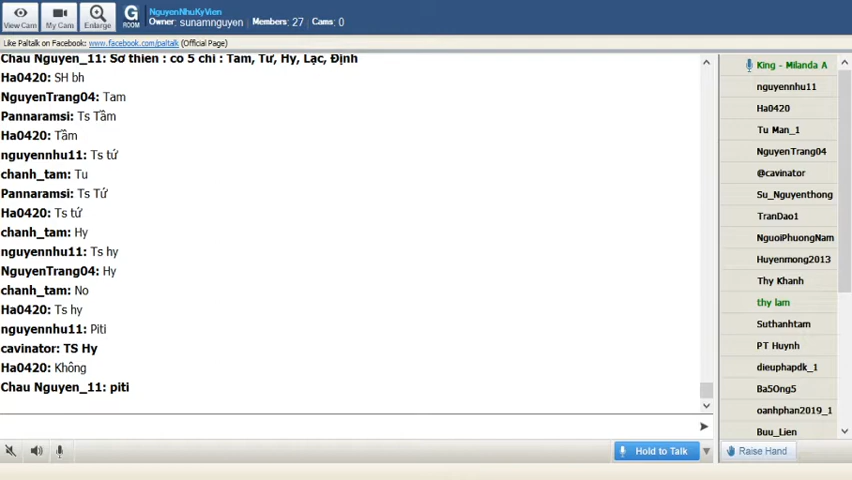 NguyenNhuKyVien
Owner: sunamnguyen Members: 27 Cams: 0
View Cam My Cam Enlarge G ROOM
Like Paltalk on Facebook: www.facebook.com/paltalk (Official Page)
Chau Nguyen_11: Sơ thien : co 5 chi : Tam, Tư, Hy, Lạc, Định
Ha0420: SH bh
NguyenTrang04: Tam
Pannaramsi: Ts Tầm
Ha0420: Tầm
nguyennhu11: Ts tứ
chanh_tam: Tu
Pannaramsi: Ts Tứ
Ha0420: Ts tứ
chanh_tam: Hy
nguyennhu11: Ts hy
NguyenTrang04: Hy
chanh_tam: No
Ha0420: Ts hy
nguyennhu11: Piti
cavinator: TS Hy
Ha0420: Không
Chau Nguyen_11: piti
Hold to Talk
King - Milanda A
nguyennhu11
Ha0420
Tu Man_1
NguyenTrang04
@cavinator
Su_Nguyenthong
TranDao1
NguoiPhuongNam
Huyenmong2013
Thy Khanh
thy lam
Suthanhtam
PT Huynh
dieuphapdk_1
Ba5Ong5
oanhphan2019_1
Buu_Lien
Raise Hand